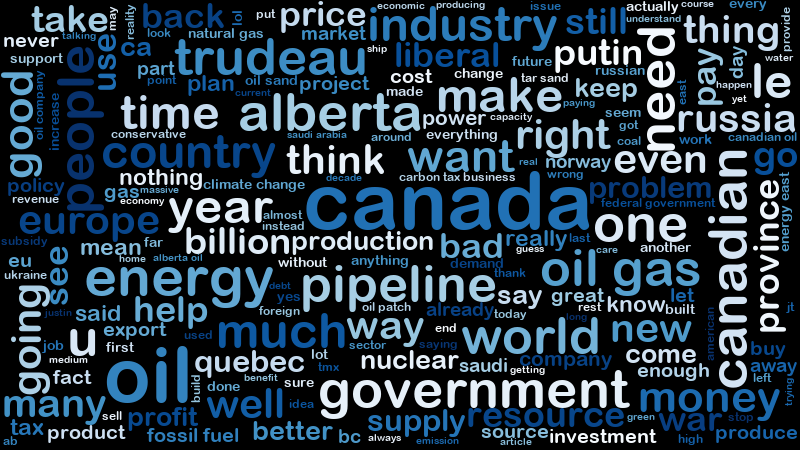 economic producing issue actually course every
take may reality back lol put price industry still understand thing provide
never talking look natural gas market ship liberal future putin water
support people use ca trudeau cost change russian need pay day le
good oil company increase part plan oil sand project made tar sand keep east happen yet
point current time alberta power capacity make paying seem got right russia
conservative saudi arabia around everything coal work canadian oil
country think want real norway even go
policy nothing climate change decade carbon tax business wrong problem
revenue gas massive economy year canada federal government one canadian province energy east
europe almost instead billion production bad really guess last care another
subsidy see mean far without anything demand
eu home alberta oil thank
ukraine energy debt yes pipeline oil gas
justin said help foreign oil patch already say great know let built rest jt
going u export used much way end today world long new american
job first sector saying
medium quebec lot tmx nuclear saudi getting company come enough buy away
fact oil build done benefit sure government money left trying
many sell profit well idea supply resource green war stop
tax product fossil fuel better bc always emission source article investment high produce
ab